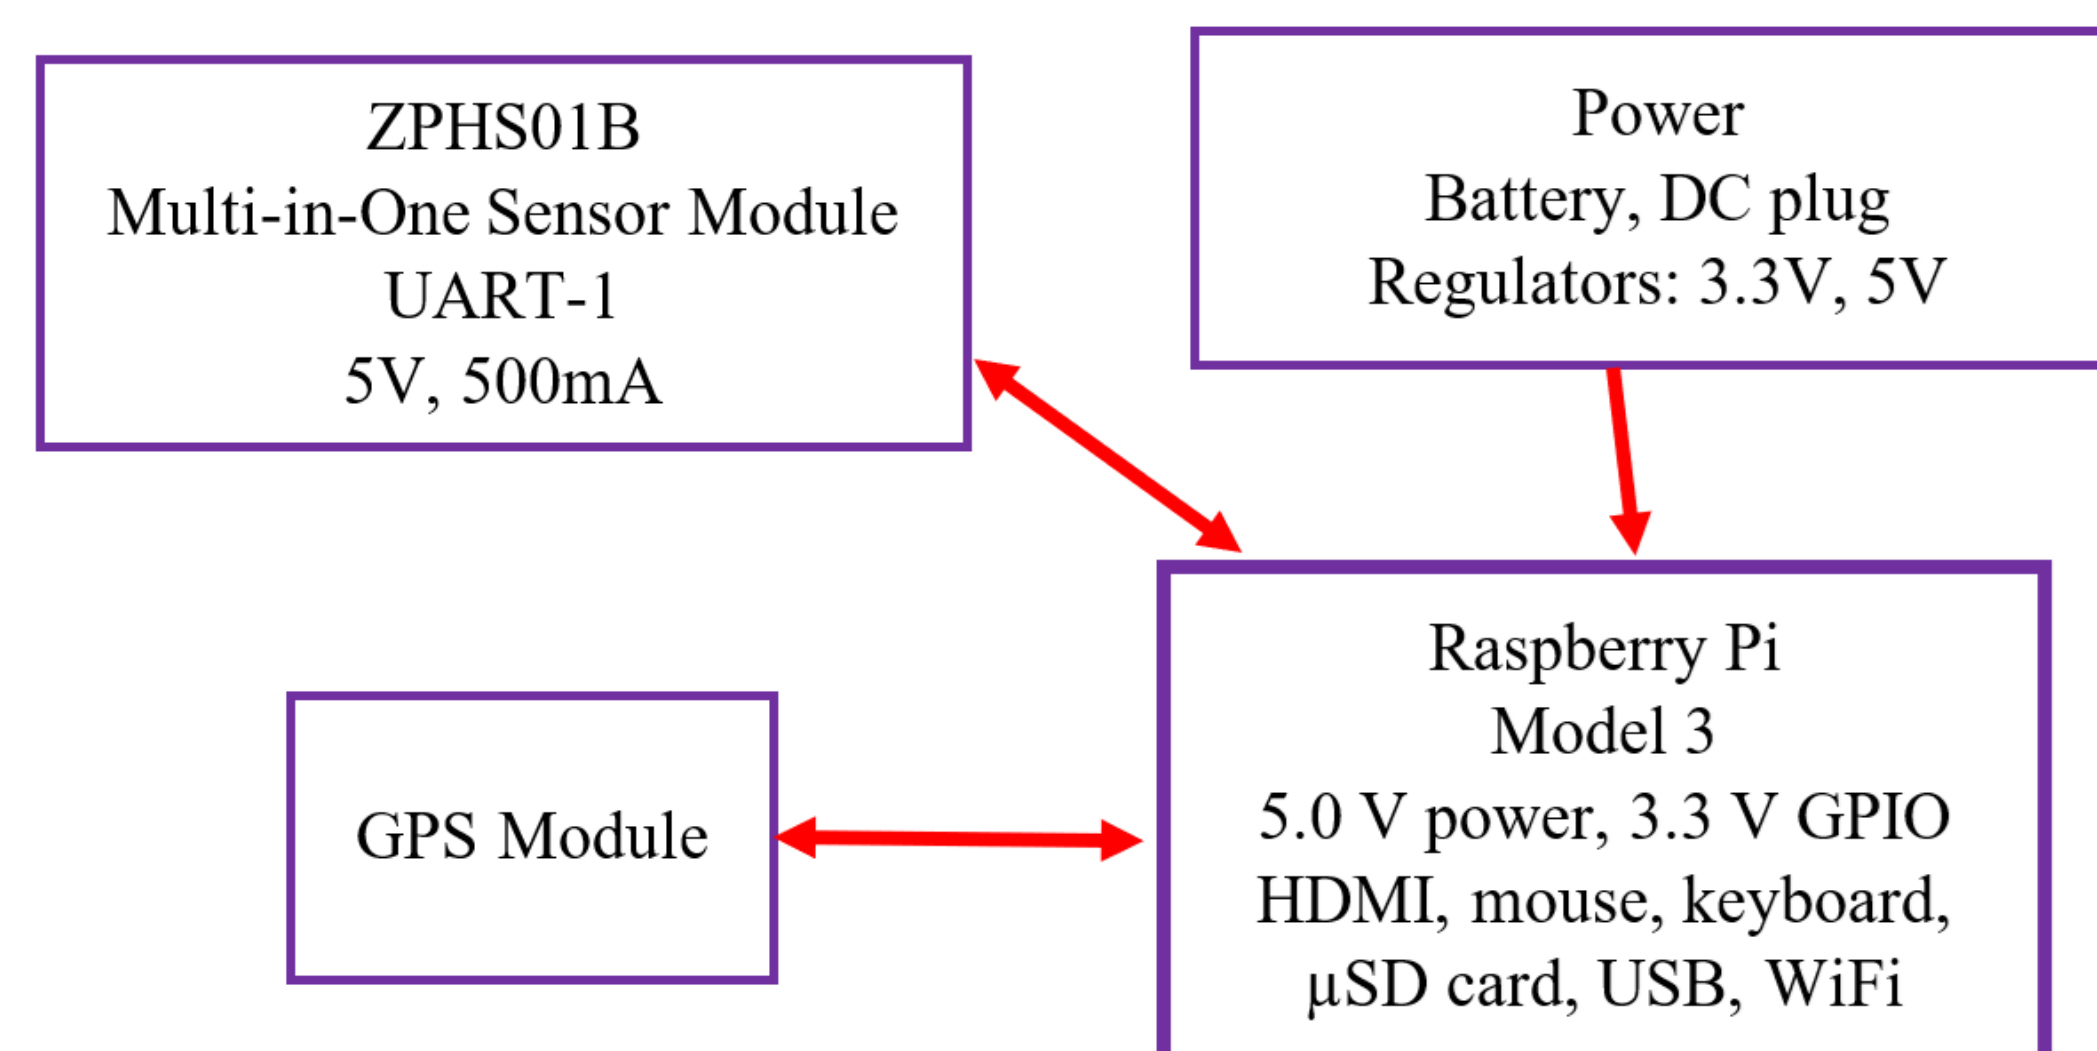 ZPHS01B
Multi-in-One Sensor Module
UART-1
5V, 500mA
Power
Battery, DC plug
Regulators: 3.3V, 5V
GPS Module
Raspberry Pi
Model 3
5.0 V power, 3.3 V GPIO
HDMI, mouse, keyboard,
µSD card, USB, WiFi